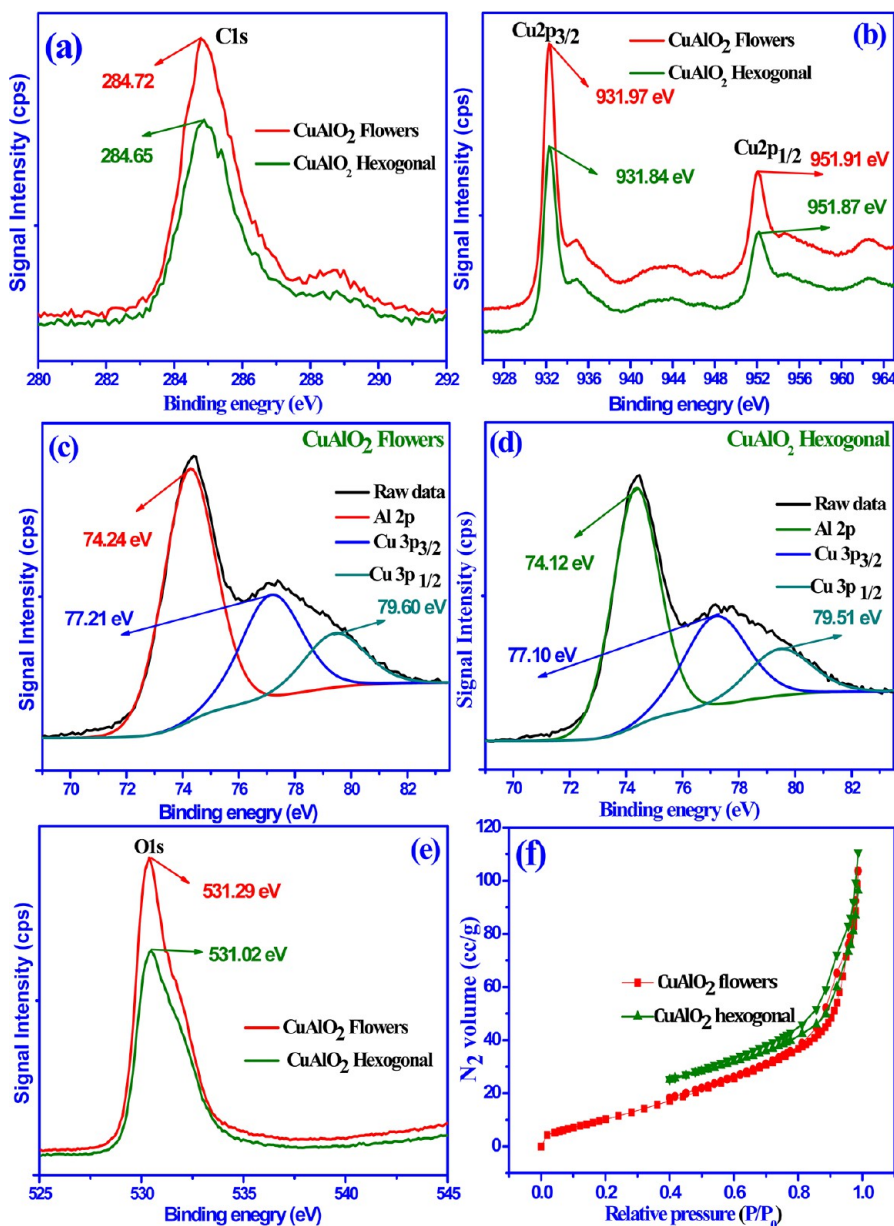 (a)
C1s
284.72
284.65
CuAlO2 Flowers
CuAlO2 Hexogonal
Signal Intensity (cps)
280 282 284 286 288 290 292
Binding enegry (eV)
(b)
Cu2p3/2
CuAlO2 Flowers
CuAlO2 Hexogonal
931.97 eV
931.84 eV
Cu2p1/2
951.91 eV
951.87 eV
Signal Intensity (cps)
928 932 936 940 944 948 952 956 960 964
Binding enegry (eV)
(c)
CuAlO2 Flowers
Raw data
Al 2p
Cu 3p3/2
Cu 3p 1/2
74.24 eV
77.21 eV
79.60 eV
Signal Intensity (cps)
70 72 74 76 78 80 82
Binding enegry (eV)
(d)
CuAlO2 Hexogonal
Raw data
Al 2p
Cu 3p3/2
Cu 3p 1/2
74.12 eV
77.10 eV
79.51 eV
Signal Intensity (cps)
70 72 74 76 78 80 82
Binding enegry (eV)
(e)
O1s
531.29 eV
531.02 eV
CuAlO2 Flowers
CuAlO2 Hexogonal
Signal Intensity (cps)
525 530 535 540 545
Binding enegry (eV)
(f)
CuAlO2 flowers
CuAlO2 hexogonal
N2 volume (cc/g)
120
100
80
60
40
20
0
0.0 0.2 0.4 0.6 0.8 1.0
Relative pressure (P/P0)